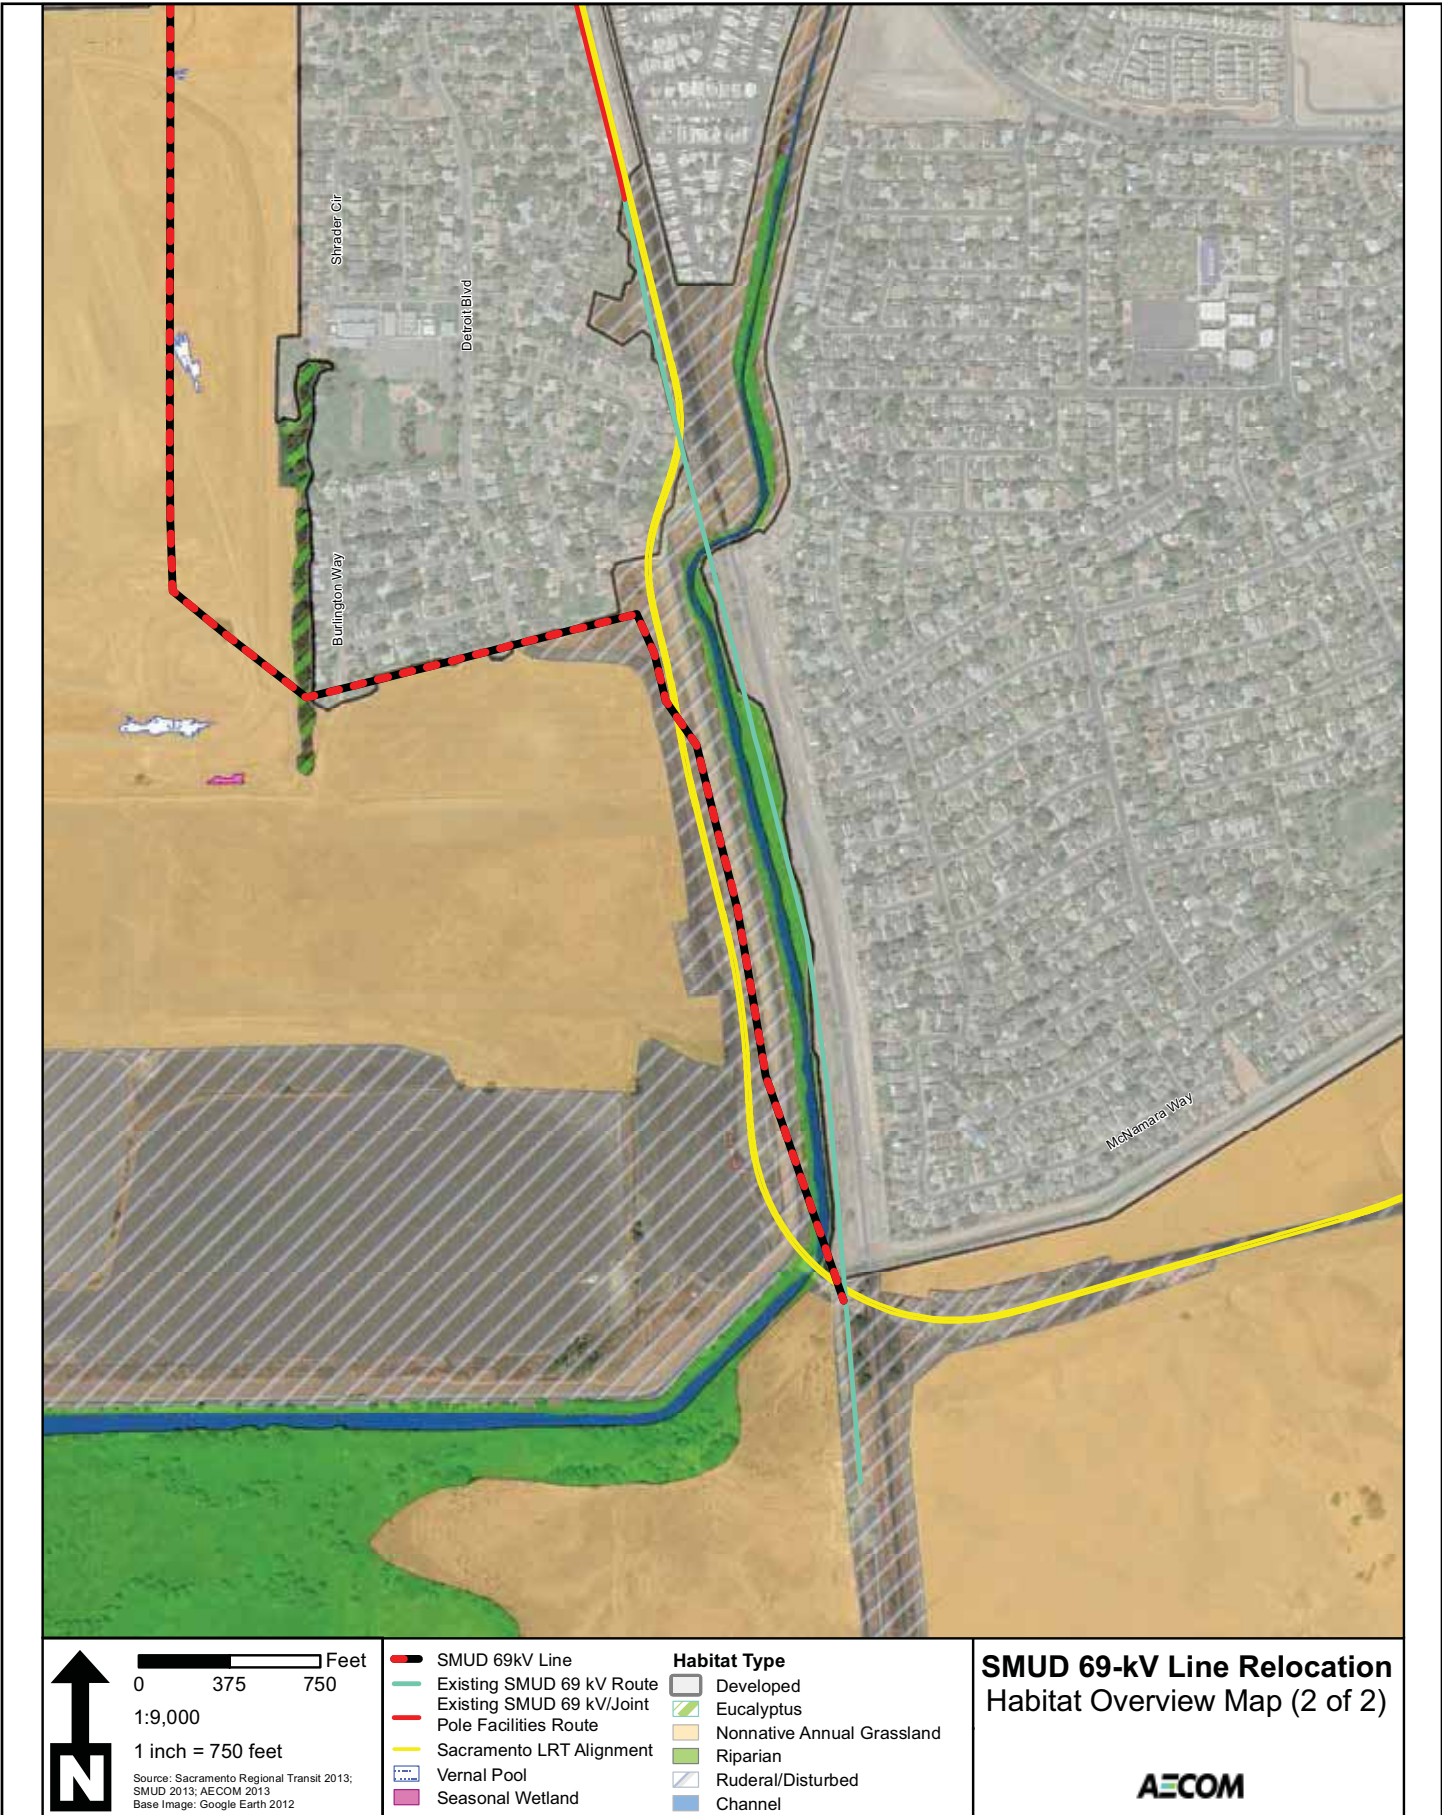 Shrader Cir
Detroit Blvd
Burlington Way
McNamara Way
N
Feet
0 375 750
1:9,000
1 inch = 750 feet
Source: Sacramento Regional Transit 2013;
SMUD 2013; AECOM 2013
Base Image: Google Earth 2012
SMUD 69kV Line
Existing SMUD 69 kV Route
Existing SMUD 69 kV/Joint
Pole Facilities Route
Sacramento LRT Alignment
Vernal Pool
Seasonal Wetland
Habitat Type
Developed
Eucalyptus
Nonnative Annual Grassland
Riparian
Ruderal/Disturbed
Channel
SMUD 69-kV Line Relocation
Habitat Overview Map (2 of 2)
AECOM